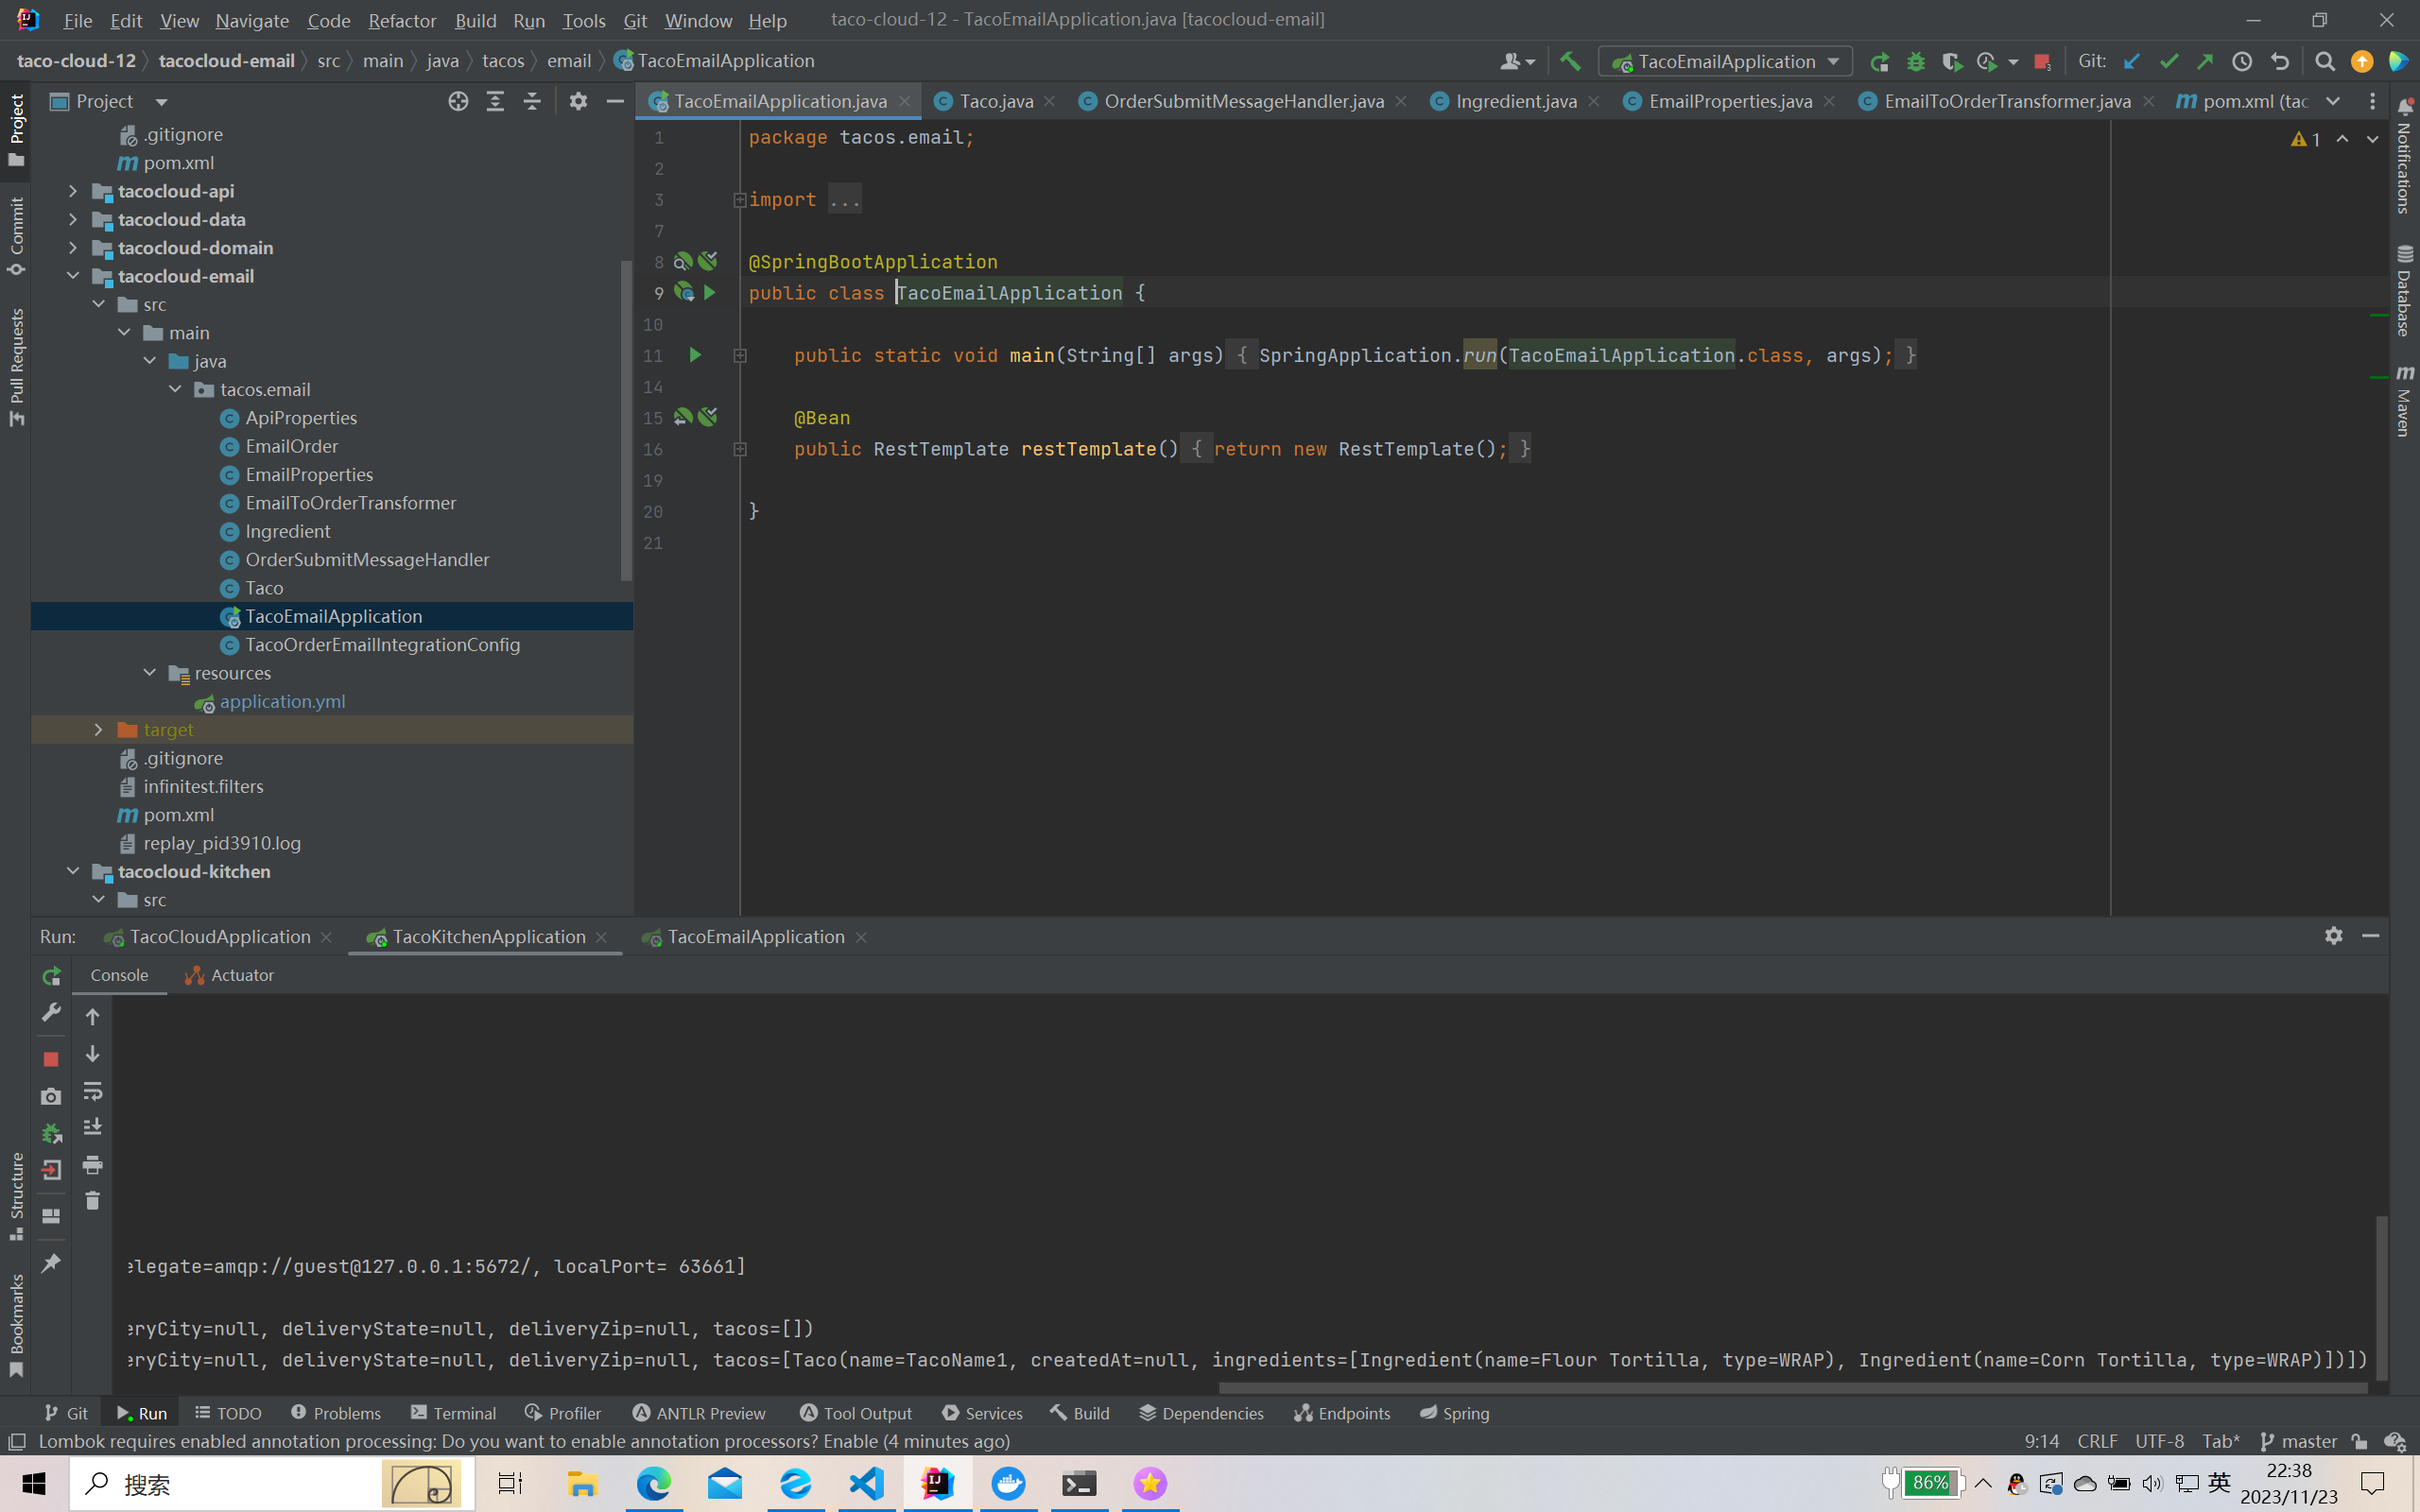 File Edit View Navigate Code Refactor Build Run Tools Git Window Help taco-cloud-12 - TacoEmailApplication.java [tacocloud-email]
taco-cloud-12 tacocloud-email src main java tacos email TacoEmailApplication TacoEmailApplication Git:
Project
TacoEmailApplication.java Taco.java OrderSubmitMessageHandler.java Ingredient.java EmailProperties.java EmailToOrderTransformer.java pom.xml (tac
Project
Commit
Pull Requests
Structure
Bookmarks
.gitignore
pom.xml
tacocloud-api
tacocloud-data
tacocloud-domain
tacocloud-email
src
main
java
tacos.email
ApiProperties
EmailOrder
EmailProperties
EmailToOrderTransformer
Ingredient
OrderSubmitMessageHandler
Taco
TacoEmailApplication
TacoOrderEmailIntegrationConfig
resources
application.yml
target
.gitignore
infinitest.filters
pom.xml
replay_pid3910.log
tacocloud-kitchen
src
1 package tacos.email;
2
3 import ...
7
8 @SpringBootApplication
9 public class TacoEmailApplication {
10
11 public static void main(String[] args) { SpringApplication.run(TacoEmailApplication.class, args); }
14
15 @Bean
16 public RestTemplate restTemplate() { return new RestTemplate(); }
19
20 }
21
1
Notifications
Database
Maven
Run: TacoCloudApplication TacoKitchenApplication TacoEmailApplication
Console Actuator
elegate=amqp://guest@127.0.0.1:5672/, localPort= 63661]
eryCity=null, deliveryState=null, deliveryZip=null, tacos=[])
eryCity=null, deliveryState=null, deliveryZip=null, tacos=[Taco(name=TacoName1, createdAt=null, ingredients=[Ingredient(name=Flour Tortilla, type=WRAP), Ingredient(name=Corn Tortilla, type=WRAP)])])
Git Run TODO Problems Terminal Profiler ANTLR Preview Tool Output Services Build Dependencies Endpoints Spring
Lombok requires enabled annotation processing: Do you want to enable annotation processors? Enable (4 minutes ago) 9:14 CRLF UTF-8 Tab* master
搜索 86% 英 22:38
2023/11/23